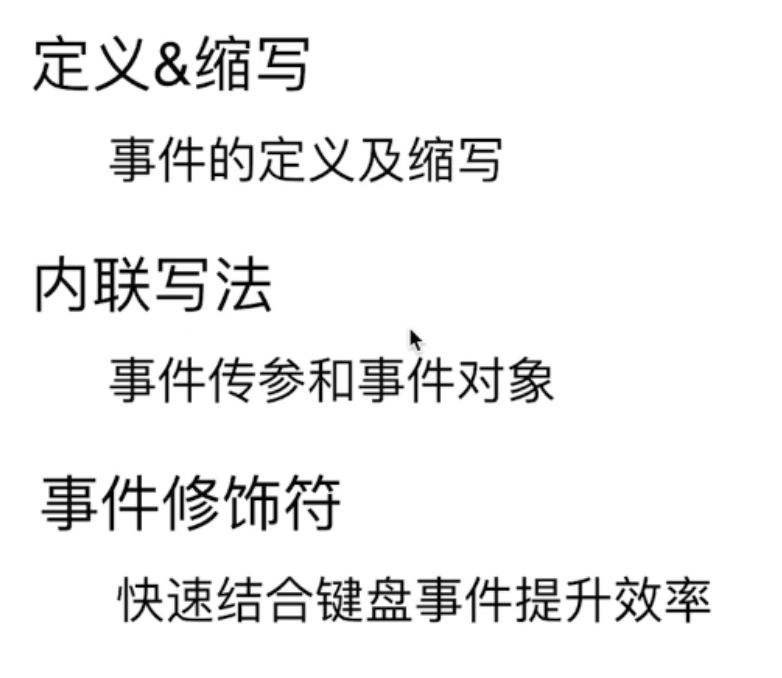 定义&缩写
事件的定义及缩写
内联写法
事件传参和事件对象
事件修饰符
快速结合键盘事件提升效率